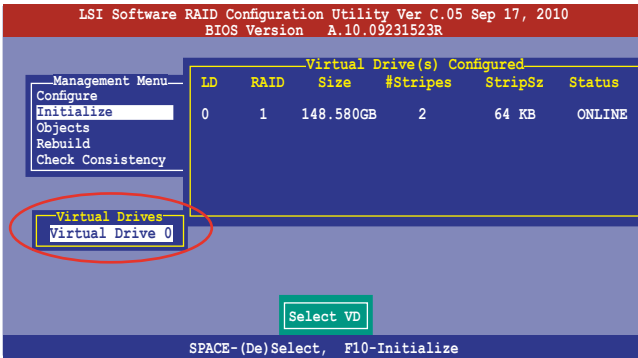 LSI Software RAID Configuration Utility Ver C.05 Sep 17, 2010
BIOS Version A.10.09231523R
Virtual Drive(s) Configured
LD RAID Size #Stripes StripSz Status
0 1 148.580GB 2 64 KB ONLINE
Management Menu
Configure
Initialize
Objects
Rebuild
Check Consistency
Virtual Drives
Virtual Drive 0
Select VD
SPACE-(De)Select, F10-Initialize